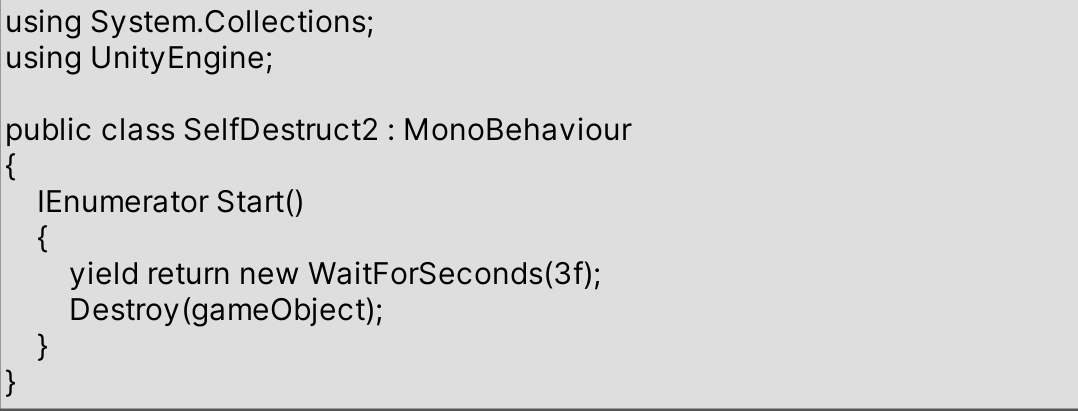 using System.Collections;
using UnityEngine;

public class SelfDestruct2 : MonoBehaviour
{
    IEnumerator Start()
    {
        yield return new WaitForSeconds(3f);
        Destroy(gameObject);
    }
}